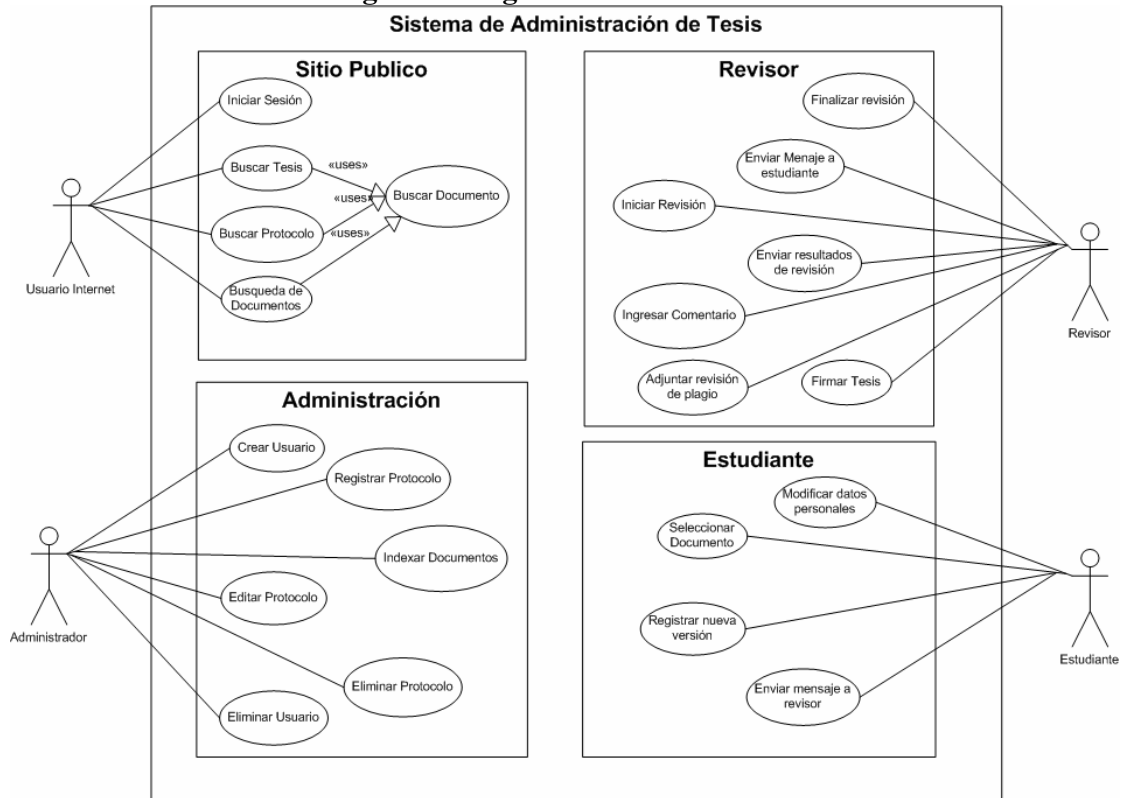 Sistema de Administración de Tesis
Sitio Publico
Iniciar Sesión
Buscar Tesis
«uses»
Buscar Documento
«uses»
Buscar Protocolo
«uses»
Busqueda de
Documentos
Usuario Internet
Revisor
Finalizar revisión
Enviar Menaje a
estudiante
Iniciar Revisión
Enviar resultados
de revisión
Ingresar Comentario
Adjuntar revisión
de plagio
Firmar Tesis
Revisor
Administración
Crear Usuario
Registrar Protocolo
Indexar Documentos
Editar Protocolo
Eliminar Protocolo
Eliminar Usuario
Administrador
Estudiante
Modificar datos
personales
Seleccionar
Documento
Registrar nueva
versión
Enviar mensaje a
revisor
Estudiante